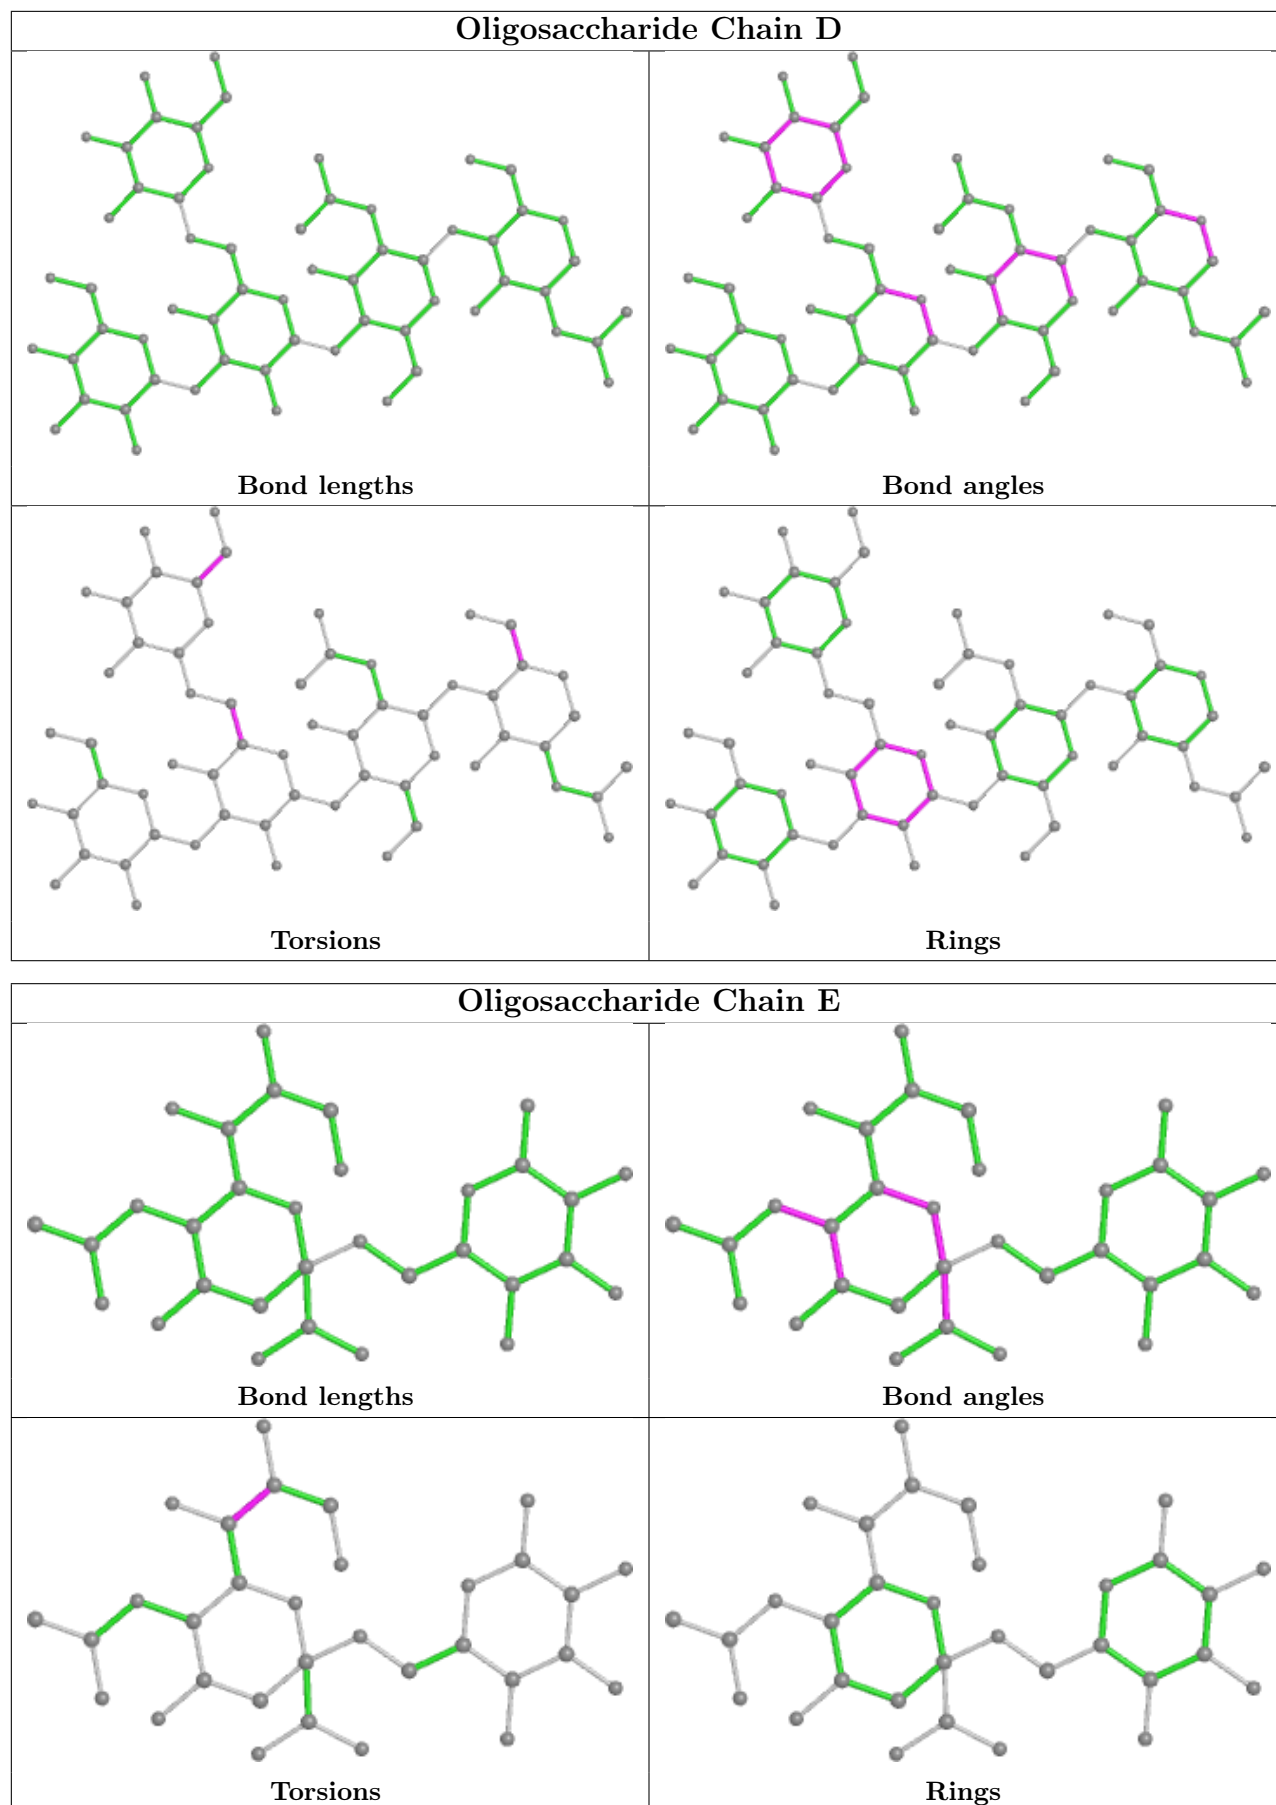 Oligosaccharide Chain D
Bond lengths
Bond angles
Torsions
Rings
Oligosaccharide Chain E
Bond lengths
Bond angles
Torsions
Rings